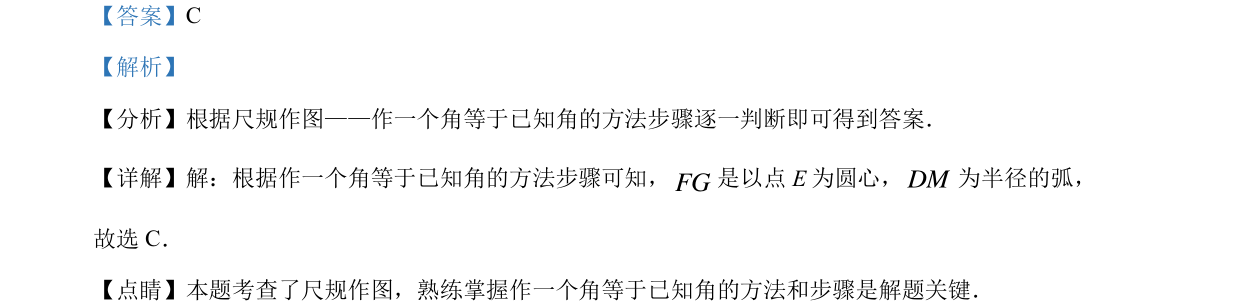 【答案】C
【解析】
【分析】根据尺规作图——作一个角等于已知角的方法步骤逐一判断即可得到答案．
【详解】解：根据作一个角等于已知角的方法步骤可知，FG 是以点 E 为圆心，DM 为半径的弧，
故选 C．
【点睛】本题考查了尺规作图，熟练掌握作一个角等于已知角的方法和步骤是解题关键．